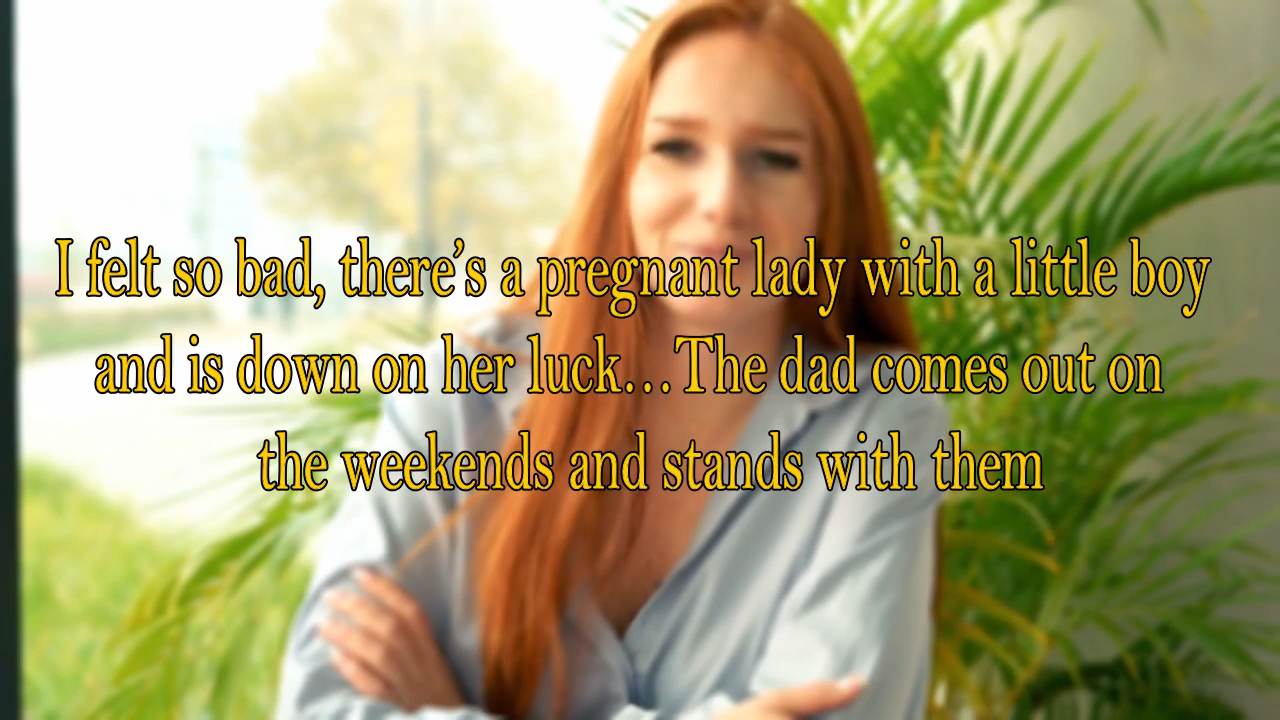 I felt so bad, there’s a pregnant lady with a little boy
and is down on her luck…The dad comes out on
the weekends and stands with them